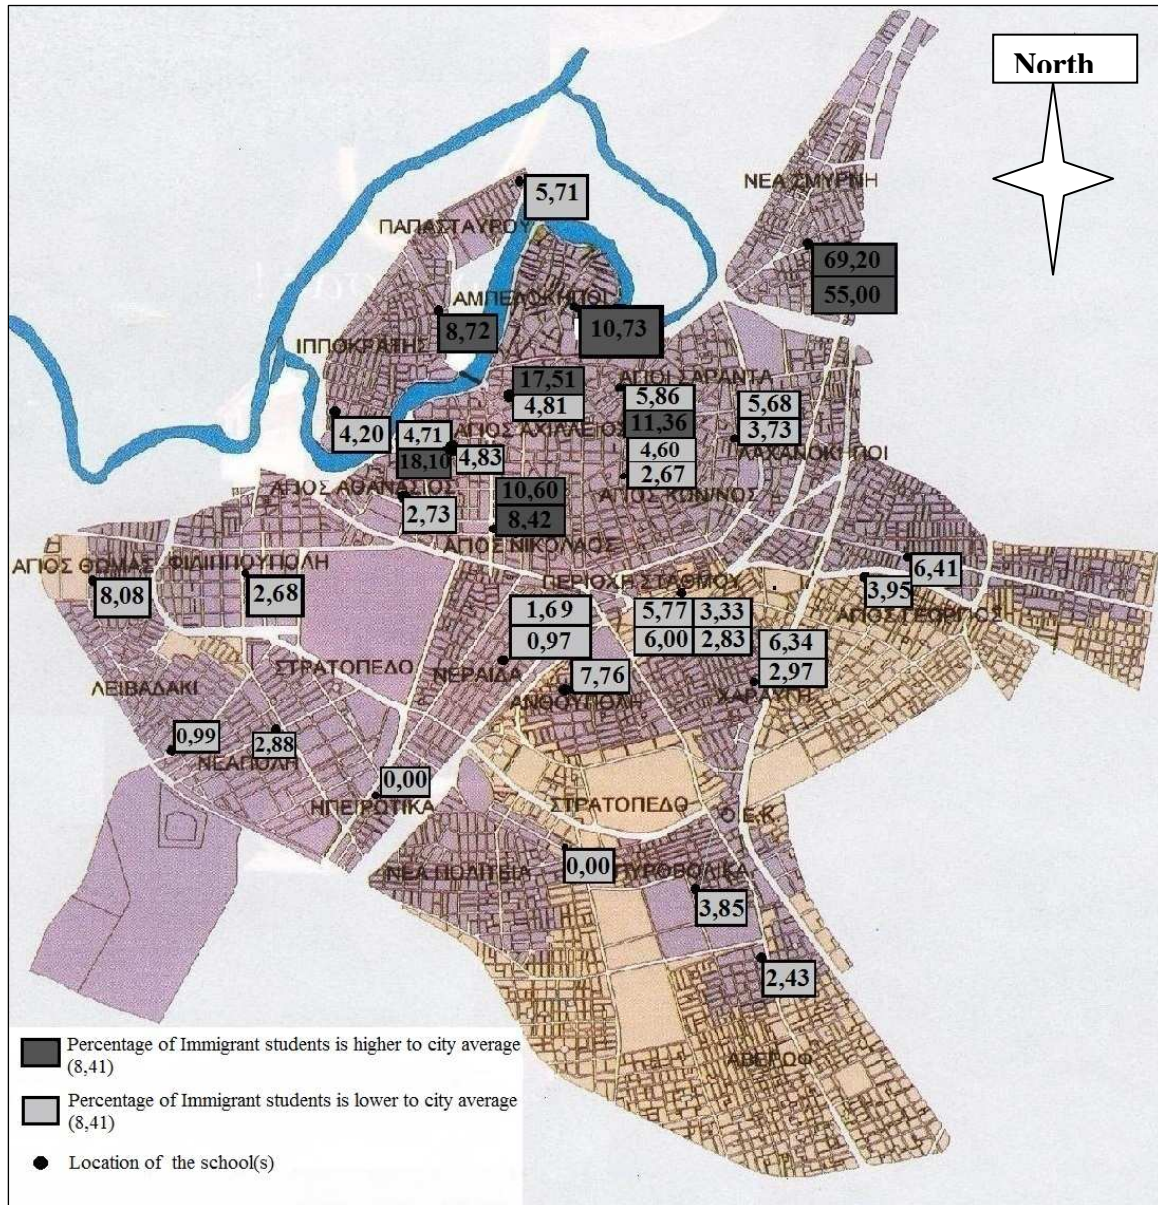 North
ΝΕΑ ΣΜΥΡΝΗ
5,71
ΠΑΠΑΣΤΑΥΡΟΥ
69,20
55,00
ΑΜΠΕΛΟΚΗΠΟΙ
8,72
10,73
ΙΠΠΟΚΡΑΤΗΣ
17,51
4,81
ΑΓΙΟΙ ΣΑΡΑΝΤΑ
5,86
11,36
4,60
2,67
5,68
3,73
4,20
4,71
18,10
4,83
ΑΓΙΟΣ ΑΧΙΛΛΕΙΟΣ
ΛΑΧΑΝΟΚΗΠΟΙ
ΑΓΙΟΣ ΑΘΑΝΑΣΙΟΣ
2,73
10,60
8,42
ΑΓΙΟΣ ΚΩΝ/ΝΟΣ
ΑΓΙΟΣ ΝΙΚΟΛΑΟΣ
ΑΓΙΟΣ ΘΩΜΑΣ
8,08
ΦΙΛΙΠΠΟΥΠΟΛΗ
2,68
ΠΕΡΙΟΧΗ ΣΤΑΘΜΟΥ
6,41
3,95
ΑΓΙΟΣ ΓΕΩΡΓΙΟΣ
1,69
0,97
5,77 3,33
6,00 2,83
6,34
2,97
ΣΤΡΑΤΟΠΕΔΟ
ΝΕΡΑΙΔΑ
7,76
ΑΝΘΟΥΠΟΛΗ
ΧΑΡΑΥΓΗ
ΛΕΙΒΑΔΑΚΙ
0,99
2,88
ΝΕΑΠΟΛΗ
0,00
ΗΠΕΙΡΩΤΙΚΑ
ΣΤΡΑΤΟΠΕΔΟ
Ο.Ε.Κ.
0,00
ΝΕΑ ΠΟΛΙΤΕΙΑ
ΠΥΡΟΒΟΛΙΚΑ
3,85
2,43
ΑΒΕΡΩΦ
Percentage of Immigrant students is higher to city average
(8,41)
Percentage of Immigrant students is lower to city average
(8,41)
Location of the school(s)